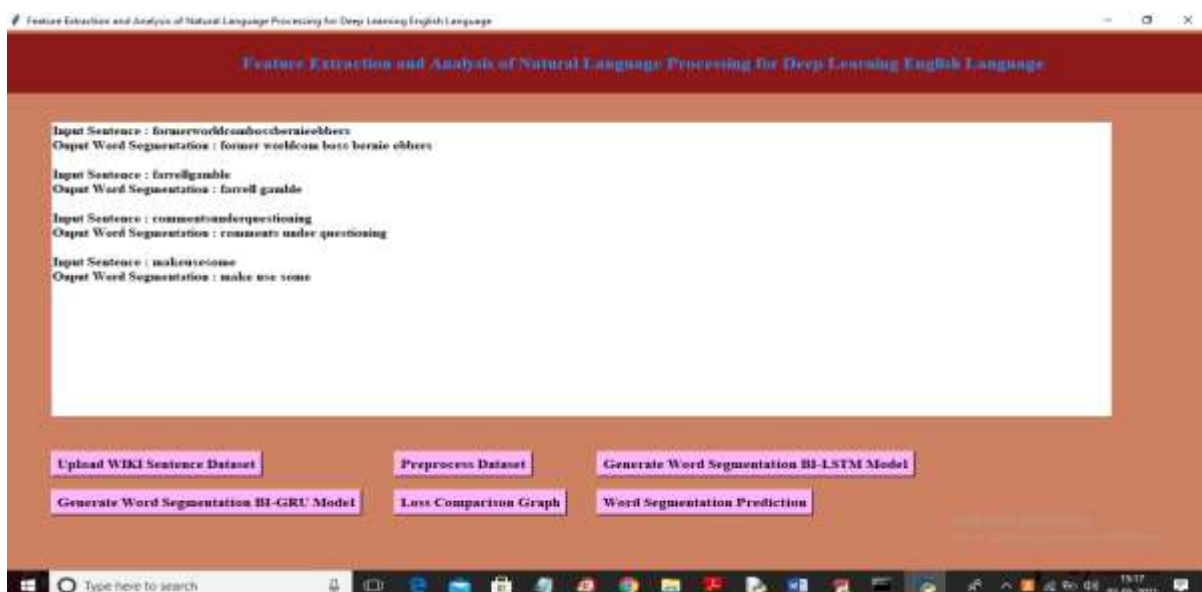 Feature Extraction and Analysis of Natural Language Processing for Deep Learning English Language
Feature Extraction and Analysis of Natural Language Processing for Deep Learning English Language
Input Sentence : formerworldcombossbernieebbers
Ouput Word Segmentation : former worldcom boss bernie ebbers
Input Sentence : farrellgamble
Ouput Word Segmentation : farrell gamble
Input Sentence : commentsunderquestioning
Ouput Word Segmentation : comments under questioning
Input Sentence : makeusesome
Ouput Word Segmentation : make use some
Upload WIKI Sentence Dataset
Preprocess Dataset
Generate Word Segmentation BI-LSTM Model
Generate Word Segmentation BI-GRU Model
Loss Comparison Graph
Word Segmentation Prediction
Type here to search
15:17